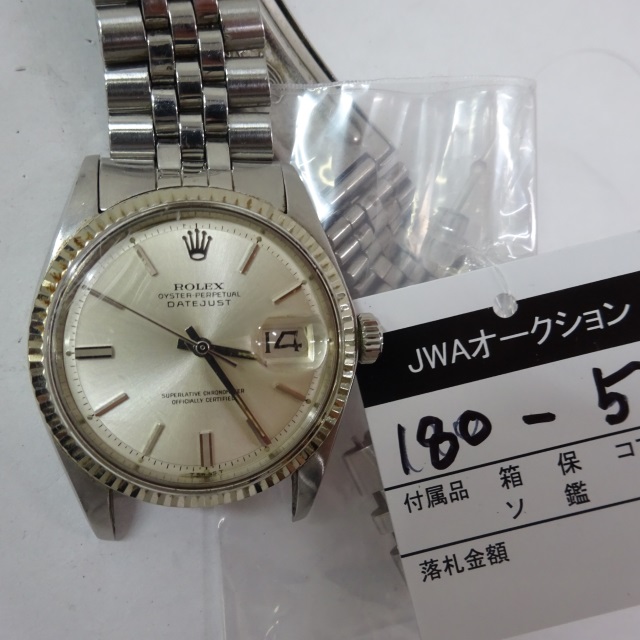 ROLEX
OYSTER-PERPETUAL
DATEJUST
14
SUPERLATIVE CHRONOMETER
OFFICIALLY CERTIFIED
JWAオークション
180-5
付属品 箱 保
ソ 鑑
落札金額